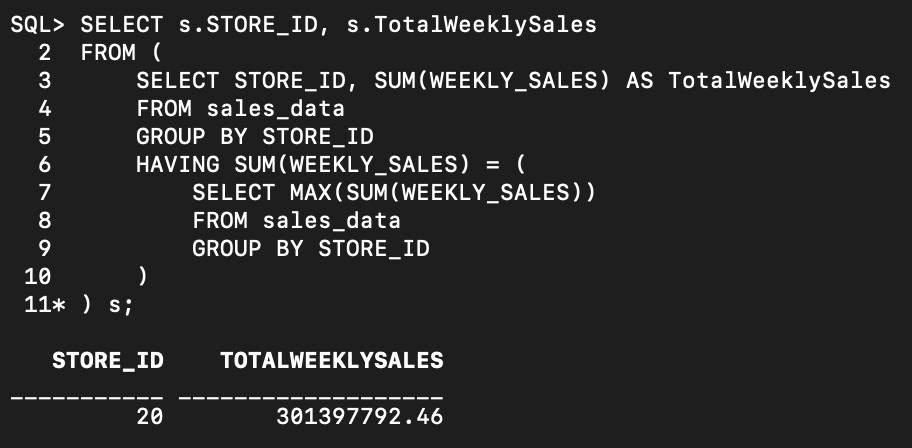 SQL> SELECT s.STORE_ID, s.TotalWeeklySales
  2  FROM (
  3      SELECT STORE_ID, SUM(WEEKLY_SALES) AS TotalWeeklySales
  4      FROM sales_data
  5      GROUP BY STORE_ID
  6      HAVING SUM(WEEKLY_SALES) = (
  7          SELECT MAX(SUM(WEEKLY_SALES))
  8          FROM sales_data
  9          GROUP BY STORE_ID
 10      )
 11* ) s;
   STORE_ID    TOTALWEEKLYSALES
___________ ___________________
         20        301397792.46